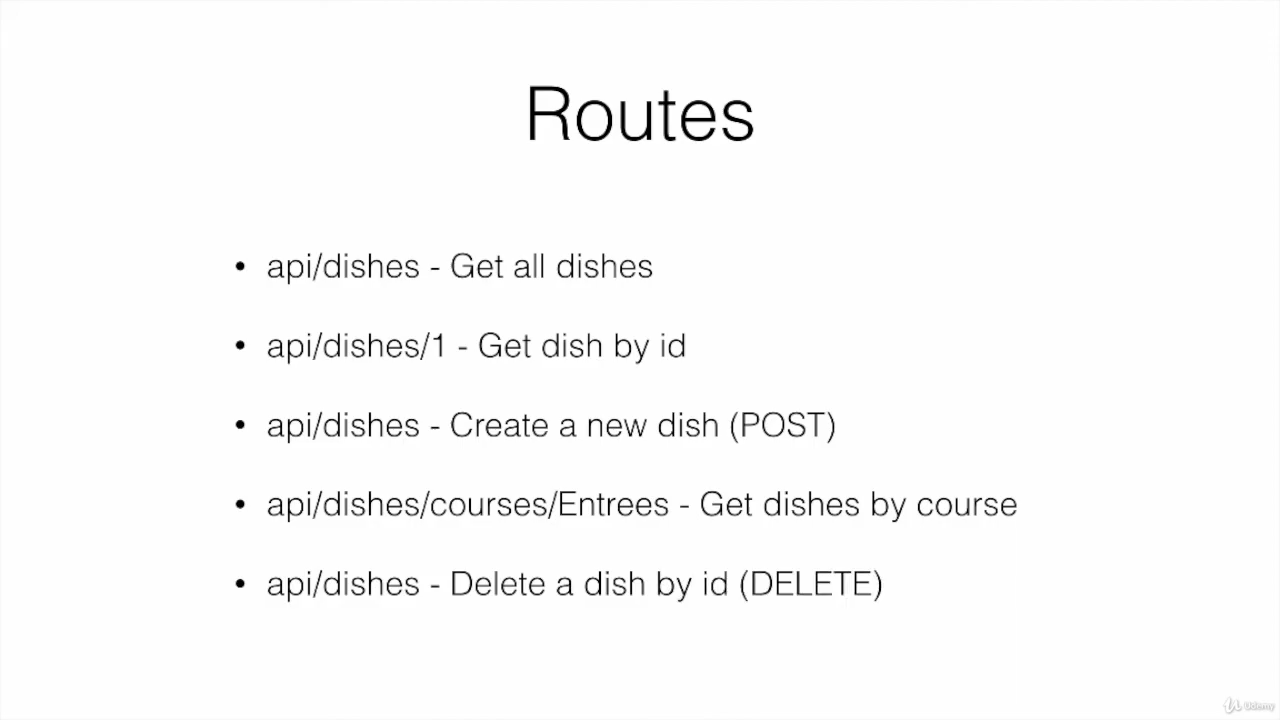 Routes
• api/dishes - Get all dishes
• api/dishes/1 - Get dish by id
• api/dishes - Create a new dish (POST)
• api/dishes/courses/Entrees - Get dishes by course
• api/dishes - Delete a dish by id (DELETE)
Udemy